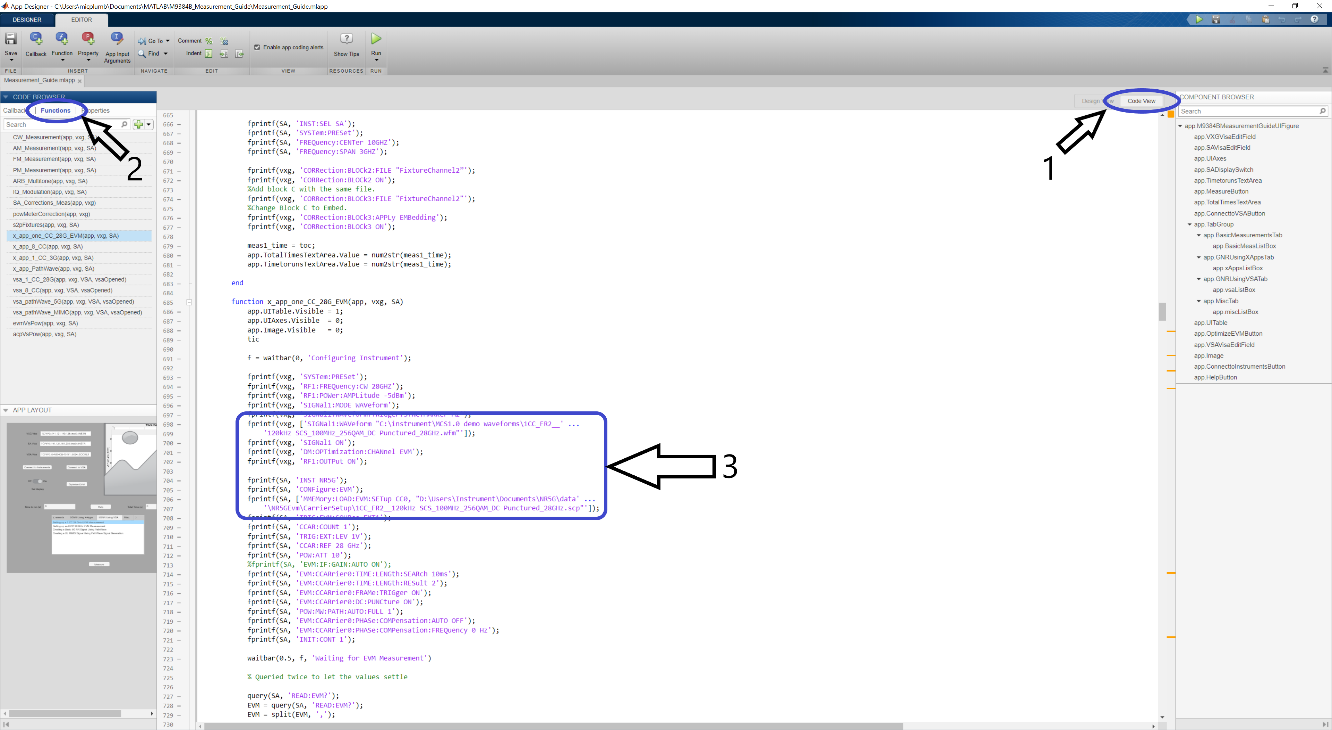 App Designer - C:\Users\micplumb\Documents\MATLAB\M9384B_Measurement_Guide\Measurement_Guide.mlapp
DESIGNER
EDITOR
Save
Callback
Function
Property
App Input
Arguments
Go To
Find
Comment
Indent
Enable app coding alerts
Show Tips
Run
FILE
INSERT
NAVIGATE
EDIT
VIEW
RESOURCES
RUN
Measurement_Guide.mlapp
CODE BROWSER
Functions
Search
CW_Measurement(app, vxg, SA)
AM_Measurement(app, vxg, SA)
FM_Measurement(app, vxg, SA)
PM_Measurement(app, vxg, SA)
ARB_Multitone(app, vxg, SA)
Iq_Modulation(app, vxg, SA)
SA_Corrections_Meas(app, vxg)
powMeterCorrection(app, vxg)
s2pFixtures(app, vxg, SA)
x_app_one_CC_28G_EVM(app, vxg, SA)
x_app_8_CC(app, vxg, SA)
x_app_1_CC_3G(app, vxg, SA)
x_app_PathWave(app, vxg, SA)
vsa_1_CC_28G(app, vxg, VSA, vsaOpened)
vsa_8_CC(app, vxg, VSA, vsaOpened)
vsa_pathWave_6G(app, vxg, VSA, vsaOpened)
vsa_pathWave_MIMC(app, vxg, VSA, vsaOpened)
evmVsPow(app, vxg, SA)
acpVsPow(app, vxg, SA)
2
APP LAYOUT
Code View
1
665
666 fprintf(SA, 'INST:SEL SA');
667 fprintf(SA, 'SYSTem:PRESet');
668 fprintf(SA, 'FREQuency:CENTer 10GHZ');
669 fprintf(SA, 'FREQuency:SPAN 3GHZ');
670
671 fprintf(vxg, 'CORRection:BLOCk2:FILE "FixtureChannel2"');
672 fprintf(vxg, 'CORRection:BLOCk2 ON');
673 %Add block C with the same file.
674 fprintf(vxg, 'CORRection:BLOCk3:FILE "FixtureChannel2"');
675 %Change Block C to Embed.
676 fprintf(vxg, 'CORRection:BLOCk3:APPLy EMBedding');
677 fprintf(vxg, 'CORRection:BLOCk3 ON');
678
679 meas1_time = toc;
680 app.TotalTimesTextArea.Value = num2str(meas1_time);
681 app.TimetorunsTextArea.Value = num2str(meas1_time);
682
683 end
684
685 function x_app_one_CC_28G_EVM(app, vxg, SA)
686 app.UITable.Visible = 1;
687 app.UIAxes.Visible = 0;
688 app.Image.Visible = 0;
689 tic
690
691 f = waitbar(0, 'Configuring Instrument');
692
693 fprintf(vxg, 'SYSTem:PRESet');
694 fprintf(vxg, 'RF1:FREQuency:CW 28GHZ');
695 fprintf(vxg, 'RF1:POWer:AMPLitude -5dBm');
696 fprintf(vxg, 'SIGNal1:MODE WAVeform');
697
698 fprintf(vxg, ['SIGNal1:WAVeform "C:\instrument\MCS1.0 demo waveforms\1CC_FR2__' ...
699 '120kHz SCS_100MHz_256QAM_DC Punctured_28GHz.wfm"']);
700 fprintf(vxg, 'SIGNal1 ON');
701 fprintf(vxg, 'DM:OPTimization:CHANnel EVM');
702 fprintf(vxg, 'RF1:OUTPut ON');
703
704 fprintf(SA, 'INST NR5G');
705 fprintf(SA, 'CONFigure:EVM');
706 fprintf(SA, ['MMEMory:LOAD:EVM:SETup CC0, "D:\Users\Instrument\Documents\NR5G\data' ...
707 '\NR5GEvm\CarrierSetup\1CC_FR2__120kHz SCS_100MHz_256QAM_DC Punctured_28GHz.scp"']);
708
709 fprintf(SA, 'CCAR:COUNt 1');
710 fprintf(SA, 'TRIG:EXT:LEV 1V');
711 fprintf(SA, 'CCAR:REF 28 GHz');
712 fprintf(SA, 'POW:ATT 10');
713 %fprintf(SA, 'EVM:IF:GAIN:AUTO ON');
714 fprintf(SA, 'EVM:CCARrier0:TIME:LENGth:SEARch 10ms');
715 fprintf(SA, 'EVM:CCARrier0:TIME:LENGth:RESult 2');
716 fprintf(SA, 'EVM:CCARrier0:FRAMe:TRIGger ON');
717 fprintf(SA, 'EVM:CCARrier0:DC:PUNCture ON');
718 fprintf(SA, 'POW:MW:PATH:AUTO:FULL 1');
719 fprintf(SA, 'EVM:CCARrier0:PHASe:COMPensation:AUTO OFF');
720 fprintf(SA, 'EVM:CCARrier0:PHASe:COMPensation:FREQuency 0 Hz');
721 fprintf(SA, 'INIT:CONT 1');
722
723 waitbar(0.5, f, 'Waiting for EVM Measurement')
724
725 % Queried twice to let the values settle
726
727 query(SA, 'READ:EVM?');
728 EVM = query(SA, 'READ:EVM?');
729 EVM = split(EVM, ',');
730
3
COMPONENT BROWSER
Search
app.M9384BMeasurementGuideUIFigure
app.VXGVisaEditField
app.SAVisaEditField
app.UIAxes
app.SADisplaySwitch
app.TimetorunsTextArea
app.MeasureButton
app.TotalTimesTextArea
app.ConnecttoVSAButton
app.TabGroup
app.BasicMeasurementsTab
app.BasicMeasListBox
app.GNRUsingXAppsTab
app.xAppsListBox
app.GNRUsingVSATab
app.vsaListBox
app.MiscTab
app.miscListBox
app.UITable
app.OptimizeEVMButton
app.VSAVisaEditField
app.Image
app.ConnecttoInstrumentsButton
app.HelpButton